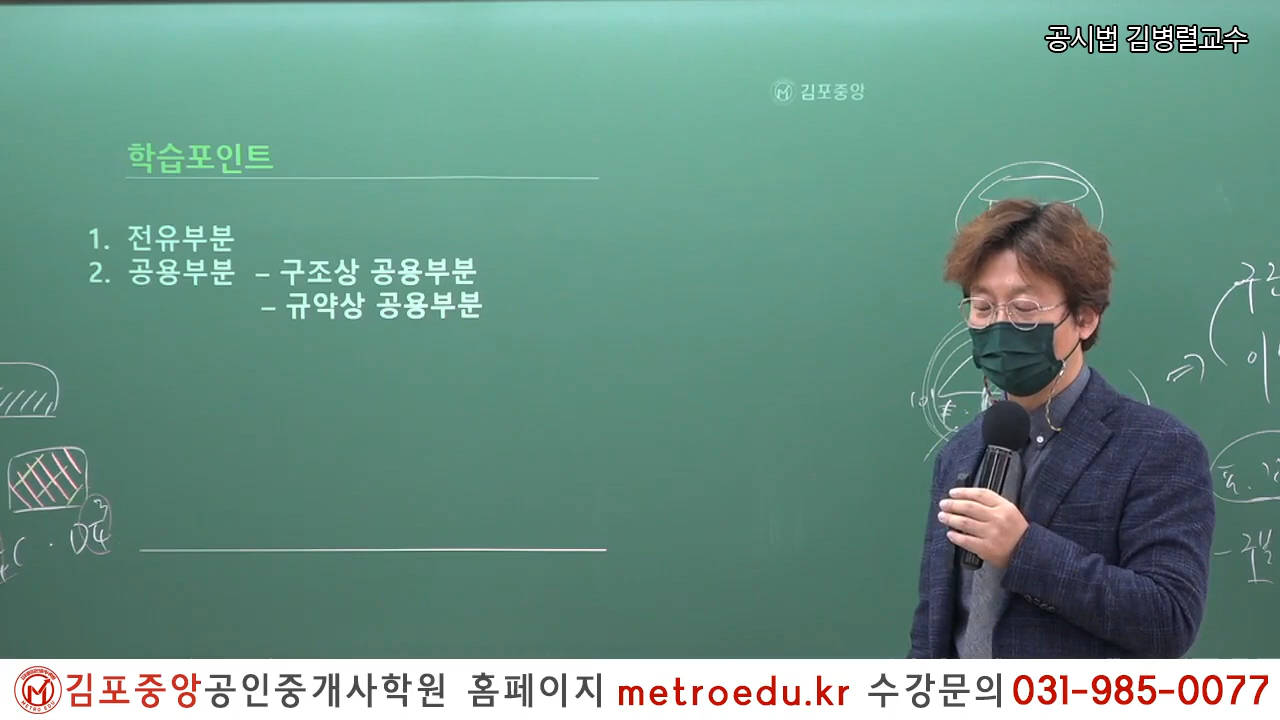 공시법 김병렬교수
김포중앙
학습포인트
1. 전유부분
2. 공용부분 – 구조상 공용부분
– 규약상 공용부분
METRO EDU
김포중앙공인중개사학원 홈페이지 metroedu.kr 수강문의 031-985-0077